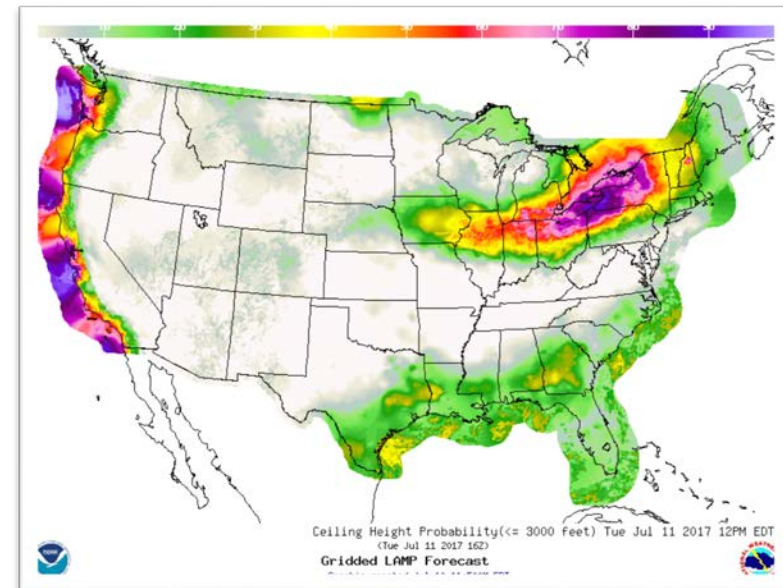 10 20 30 40 50 60 70 80 90
Ceiling Height Probability(<= 3000 feet) Tue Jul 11 2017 12PM EDT
(Tue Jul 11 2017 16Z)
Gridded LAMP Forecast